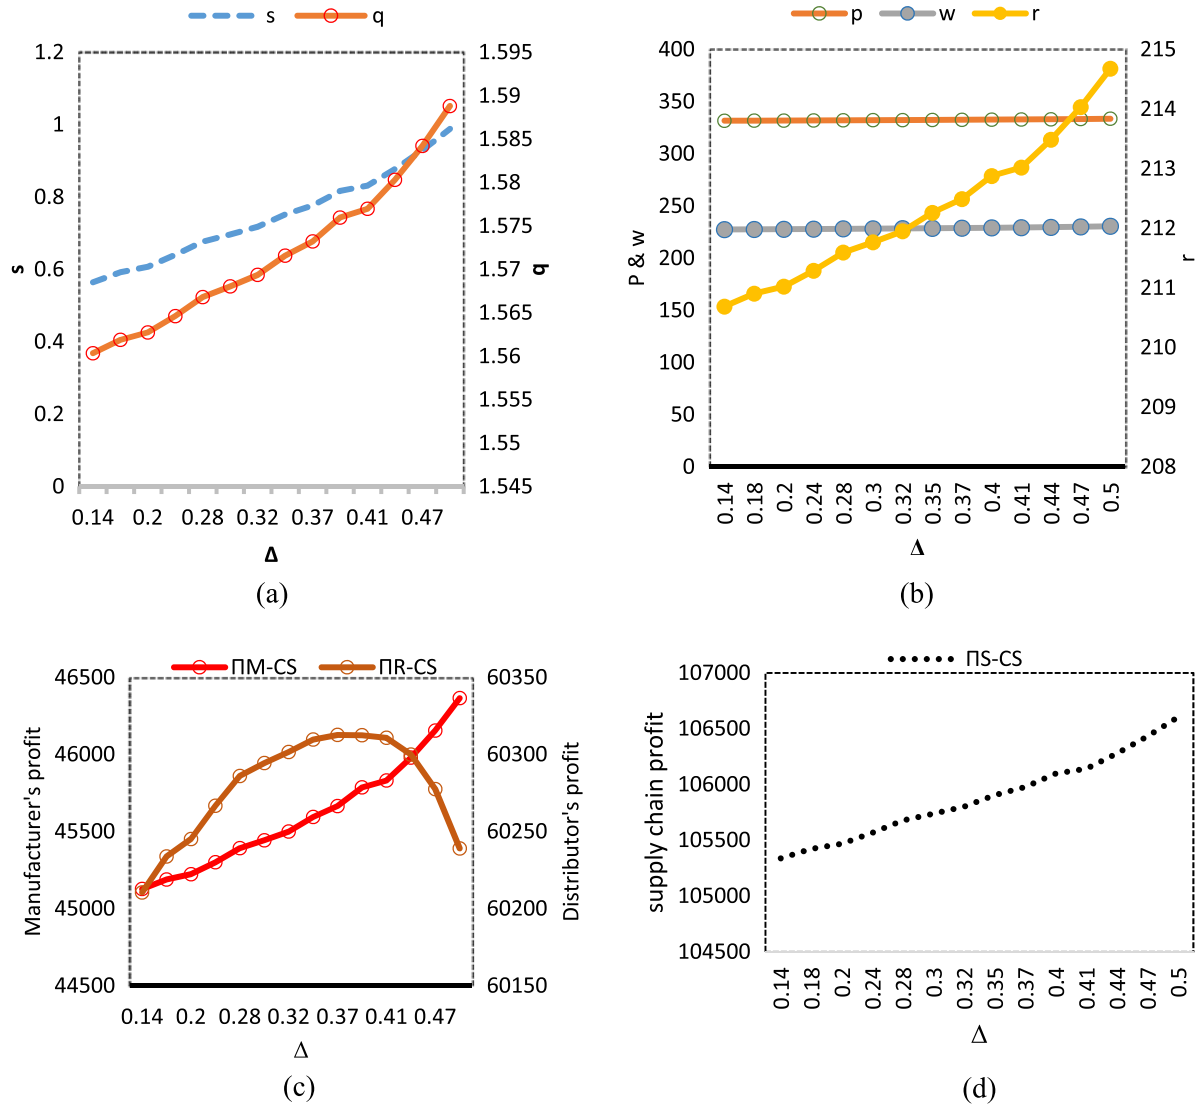 s q
1.2
1
0.8
0.6
0.4
0.2
0
s
1.595
1.59
1.585
1.58
1.575
1.57
1.565
1.56
1.555
1.55
1.545
q
0.14 0.2 0.28 0.32 0.37 0.41 0.47
Δ
(a)
p w r
400
350
300
250
200
150
100
50
0
P & w
215
214
213
212
211
210
209
208
r
0.14 0.18 0.2 0.24 0.28 0.3 0.32 0.35 0.37 0.4 0.41 0.44 0.47 0.5
Δ
(b)
ΠM-CS ΠR-CS
46500
46000
45500
45000
44500
Manufacturer's profit
60350
60300
60250
60200
60150
Distributor's profit
0.14 0.2 0.28 0.32 0.37 0.41 0.47
Δ
(c)
ΠS-CS
107000
106500
106000
105500
105000
104500
supply chain profit
0.14 0.18 0.2 0.24 0.28 0.3 0.32 0.35 0.37 0.4 0.41 0.44 0.47 0.5
Δ
(d)